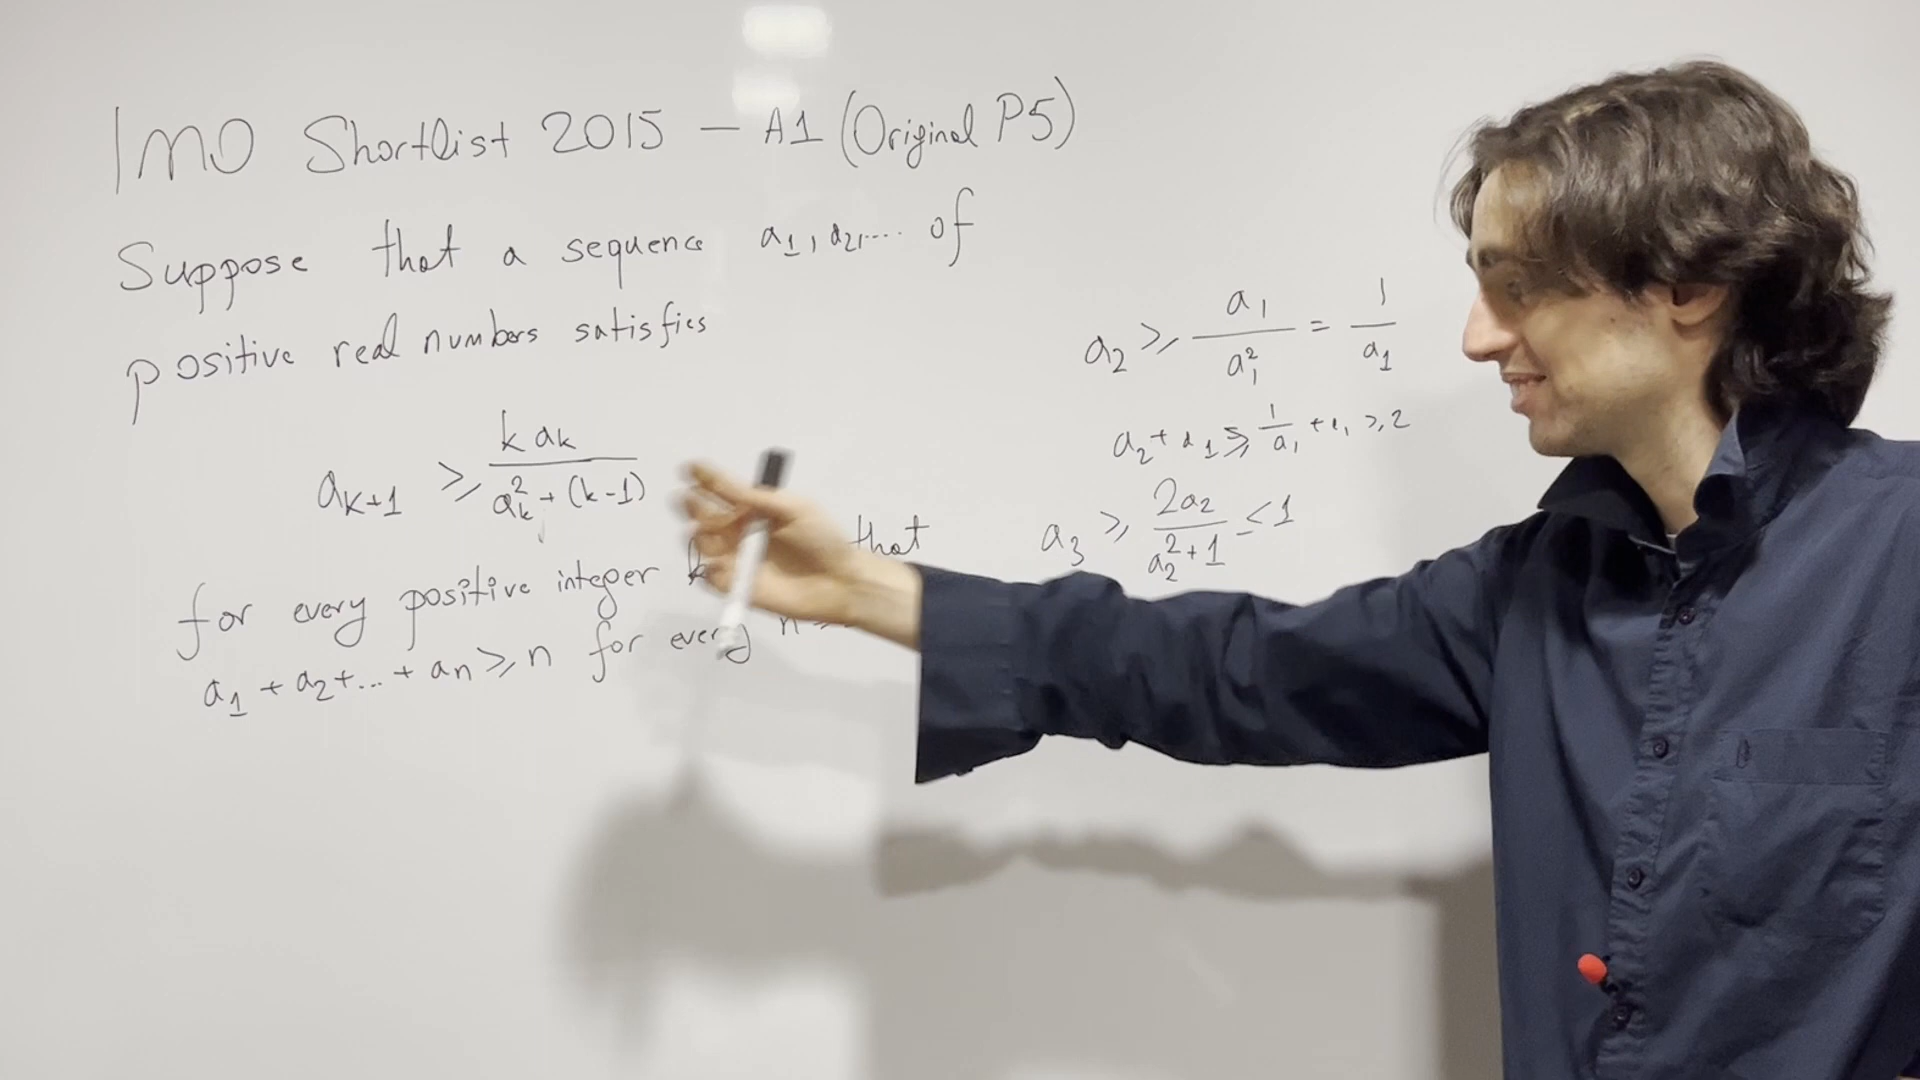 IMO Shortlist 2015 — A1 (Original P5)
Suppose that a sequence a₁, a₂, .... of
positive real numbers satisfies
aₖ₊₁ ≥ k aₖ / (aₖ² + (k-1))
for every positive integer that
a₁ + a₂ + ... + aₙ ≥ n for every n ≥
a₂ ≥ a₁ / a₁² = 1 / a₁
a₂ + a₁ ≥ 1 / a₁ + a₁ ≥ 2
a₃ ≥ 2a₂ / (a₂² + 1) ≤ 1